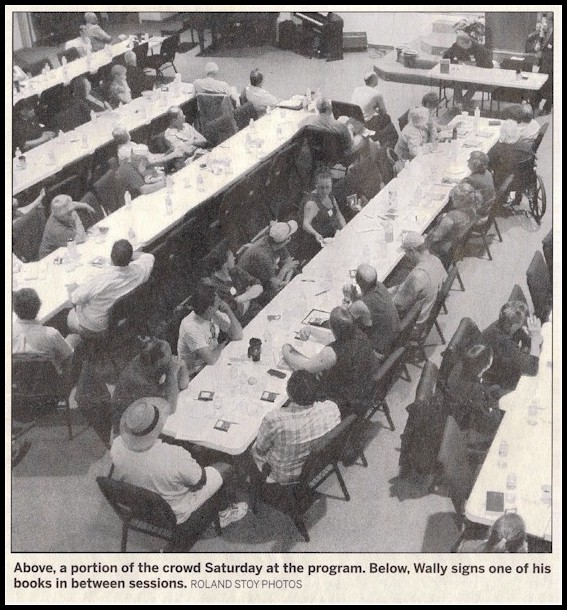 Above, a portion of the crowd Saturday at the program. Below, Wally signs one of his
books in between sessions. ROLAND STOY PHOTOS